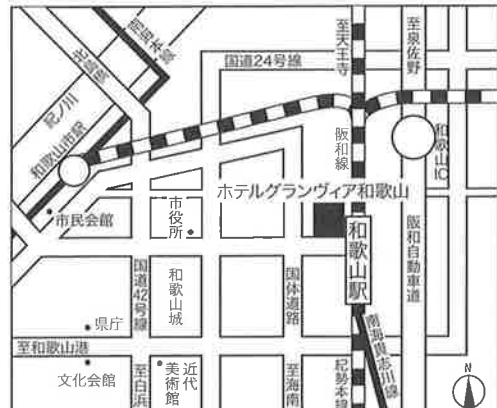 南海本線
北島橋
紀ノ川
和歌山市駅
国道24号線
至天王寺
至泉佐野
阪和線
和歌山IC
ホテルグランヴィア和歌山
市民会館
市役所
和歌山駅
阪和自動車道
国道42号線
和歌山城
国体道路
県庁
至和歌山港
文化会館
至白浜
近代
美術館
至海南
紀勢本線
南海貴志川線
N